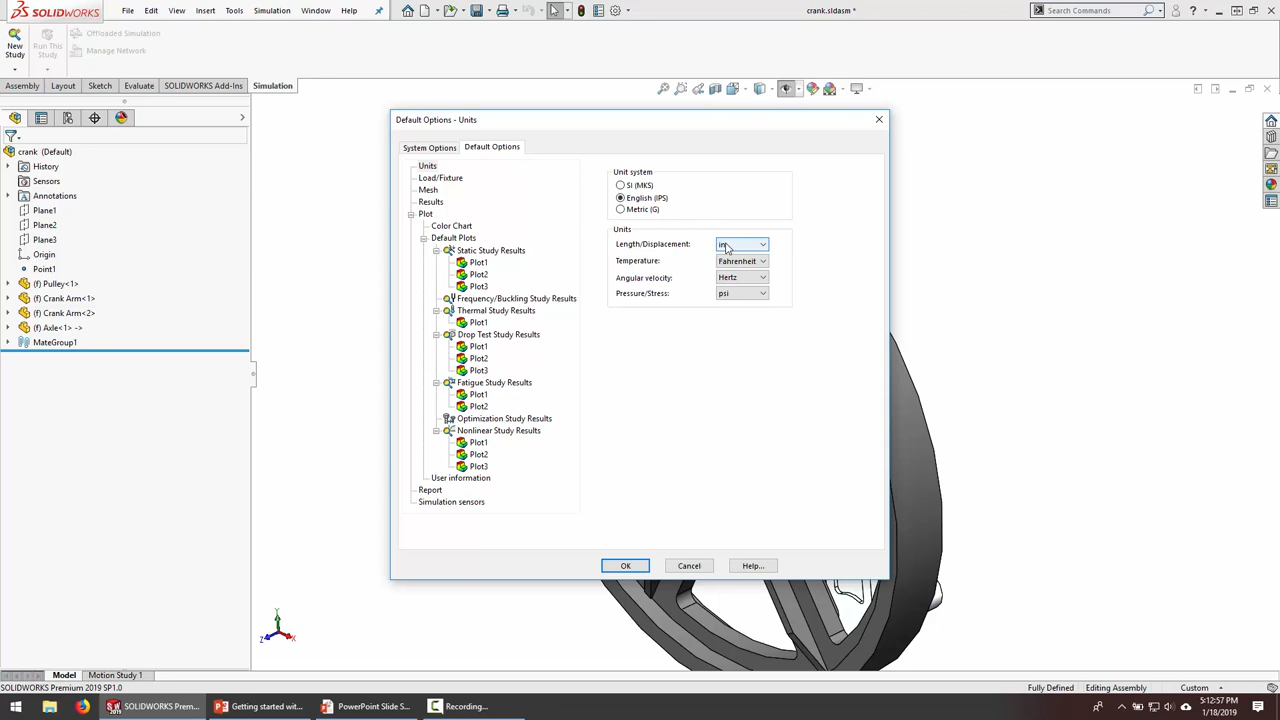 SOLIDWORKS
File
Edit
View
Insert
Tools
Simulation
Window
Help
crank.sldasm *
Search Commands
New
Study
Run This
Study
Offloaded Simulation
Manage Network
Assembly
Layout
Sketch
Evaluate
SOLIDWORKS Add-Ins
Simulation
crank (Default)
History
Sensors
Annotations
Plane1
Plane2
Plane3
Origin
Point1
(f) Pulley<1>
(f) Crank Arm<1>
(f) Crank Arm<2>
(f) Axle<1> ->
MateGroup1
Default Options - Units
System Options
Default Options
Units
Load/Fixture
Mesh
Results
Plot
Color Chart
Default Plots
Static Study Results
Plot1
Plot2
Plot3
Frequency/Buckling Study Results
Thermal Study Results
Plot1
Drop Test Study Results
Plot1
Plot2
Plot3
Fatigue Study Results
Plot1
Plot2
Optimization Study Results
Nonlinear Study Results
Plot1
Plot2
Plot3
User information
Report
Simulation sensors
Unit system
SI (MKS)
English (IPS)
Metric (G)
Units
Length/Displacement: in
Temperature: Fahrenheit
Angular velocity: Hertz
Pressure/Stress: psi
OK
Cancel
Help...
Y
Z
X
Model
Motion Study 1
SOLIDWORKS Premium 2019 SP1.0
Fully Defined
Editing Assembly
Custom
SW
2019
SOLIDWORKS Prem...
Getting started wit...
PowerPoint Slide S...
Recording...
5:12:57 PM
1/18/2019